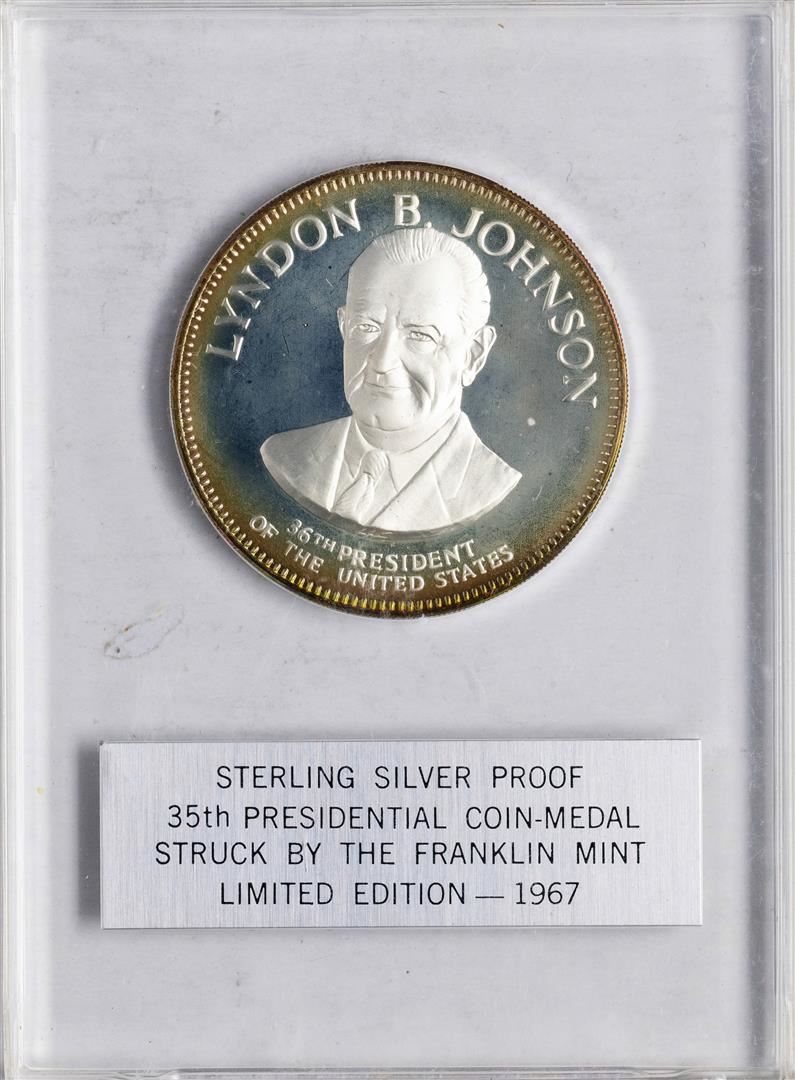 LYNDON B. JOHNSON
36TH PRESIDENT
OF THE UNITED STATES
STERLING SILVER PROOF
35th PRESIDENTIAL COIN-MEDAL
STRUCK BY THE FRANKLIN MINT
LIMITED EDITION — 1967